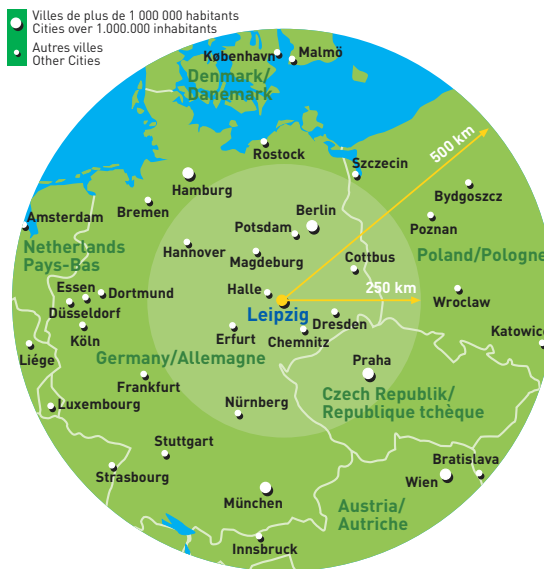 Villes de plus de 1 000 000 habitants
Cities over 1.000.000 inhabitants
Autres villes
Other Cities
København
Malmö
Denmark/
Danemark
Rostock
Szczecin
500 km
Hamburg
Bydgoszcz
Bremen
Berlin
Amsterdam
Potsdam
Poznan
Netherlands
Pays-Bas
Hannover
Magdeburg
Cottbus
Poland/Pologne
Essen
Dortmund
Halle
250 km
Düsseldorf
Leipzig
Wroclaw
Dresden
Köln
Erfurt
Chemnitz
Katowice
Liége
Germany/Allemagne
Praha
Frankfurt
Czech Republik/
Republique tchèque
Luxembourg
Nürnberg
Stuttgart
Bratislava
Strasbourg
Wien
München
Austria/
Autriche
Innsbruck